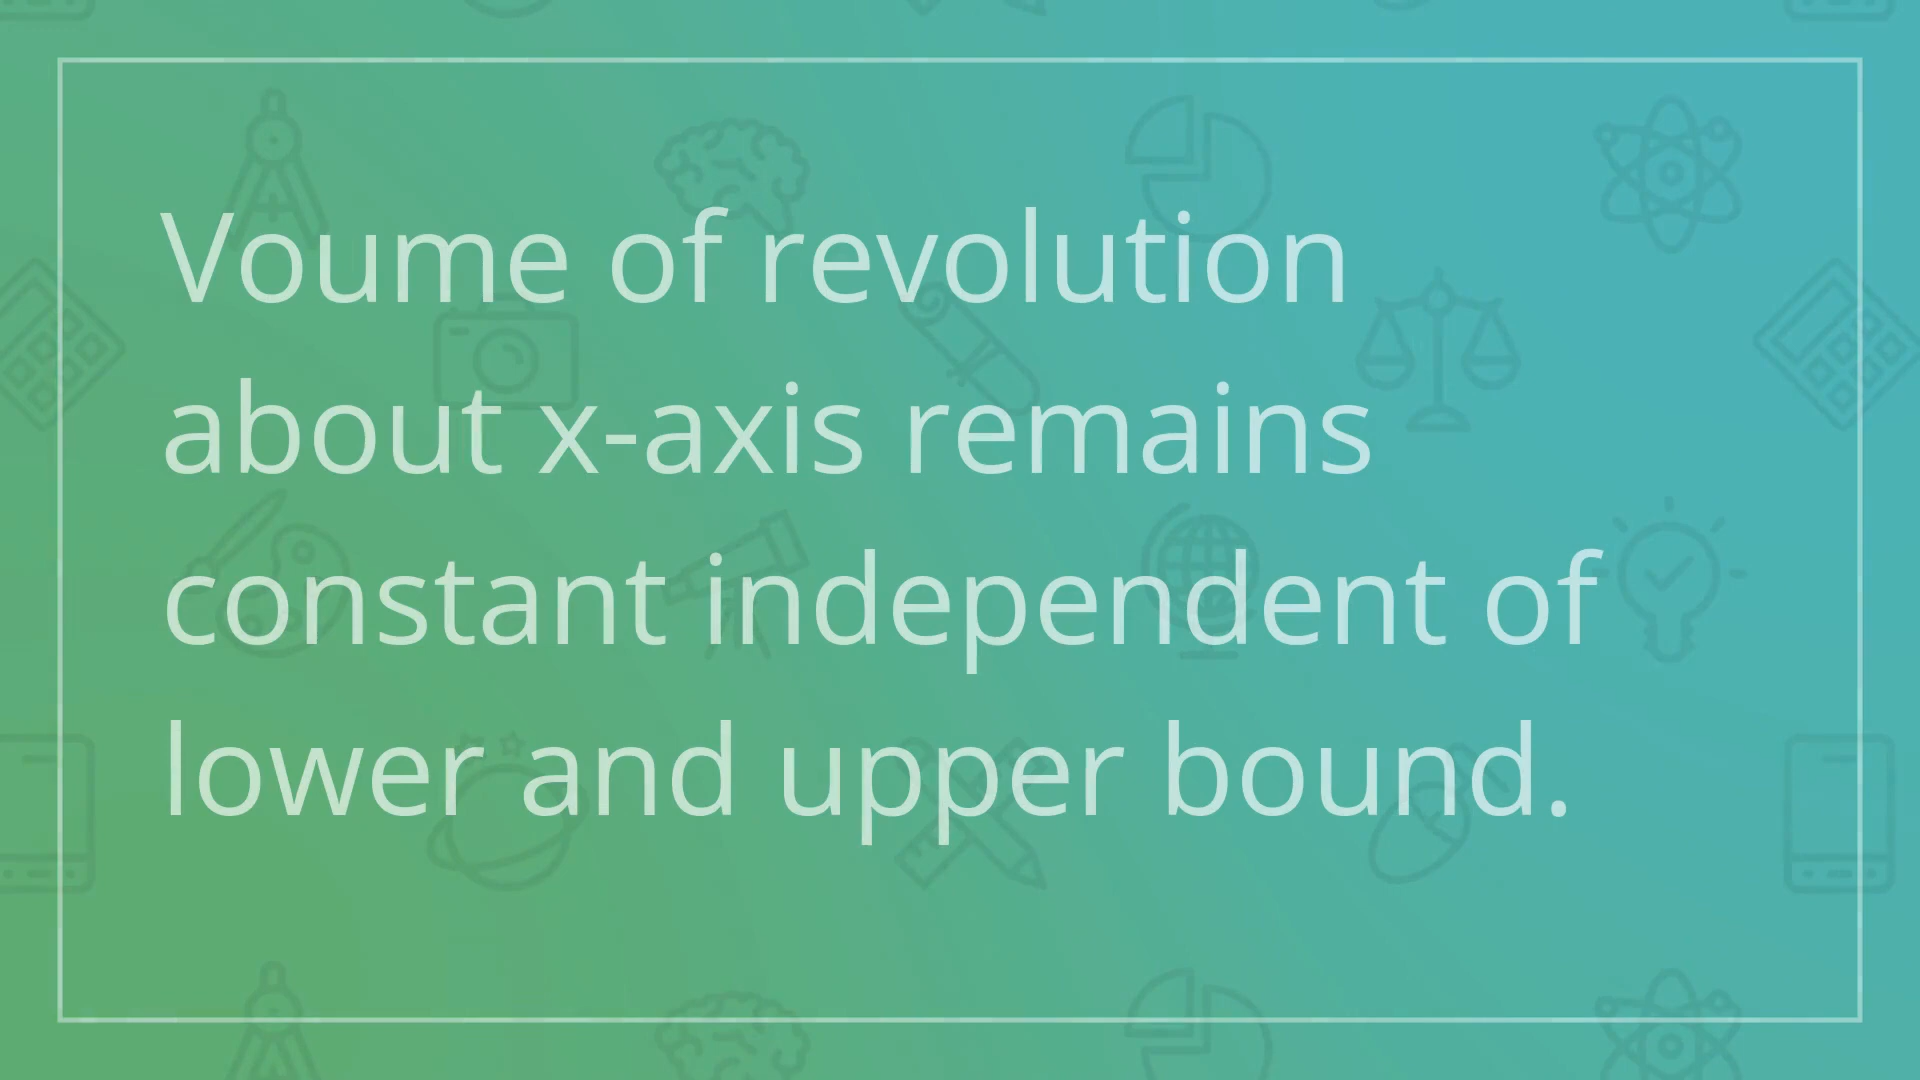 Voume of revolution
about x-axis remains
constant independent of
lower and upper bound.